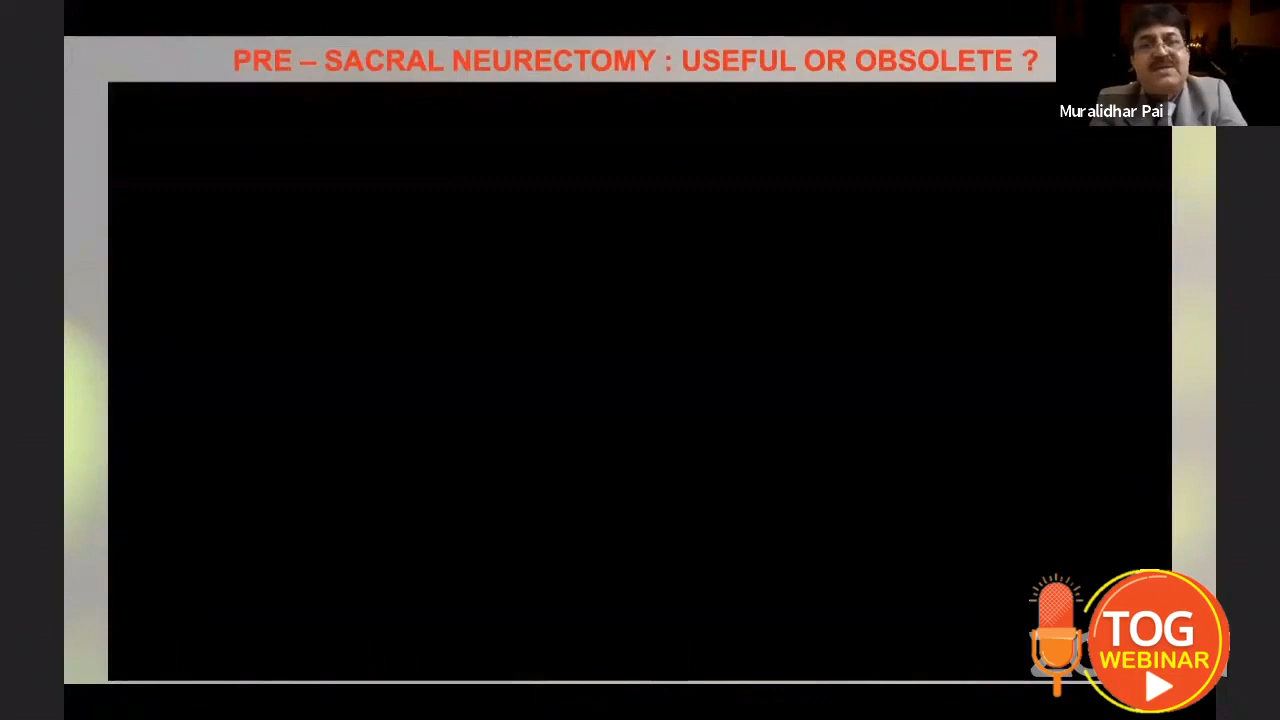 PRE – SACRAL NEURECTOMY : USEFUL OR OBSOLETE ?
Muralidhar Pai
TOG
WEBINAR